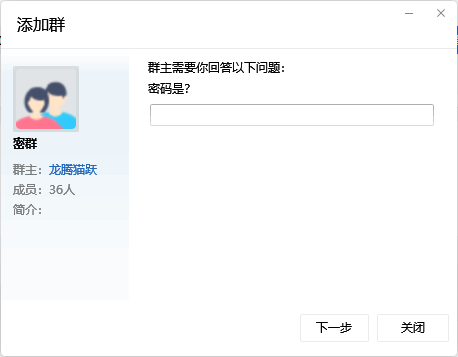 添加群
群主需要你回答以下问题：
密码是？
密群
群主：龙腾猫跃
成员：36人
简介：
下一步
关闭